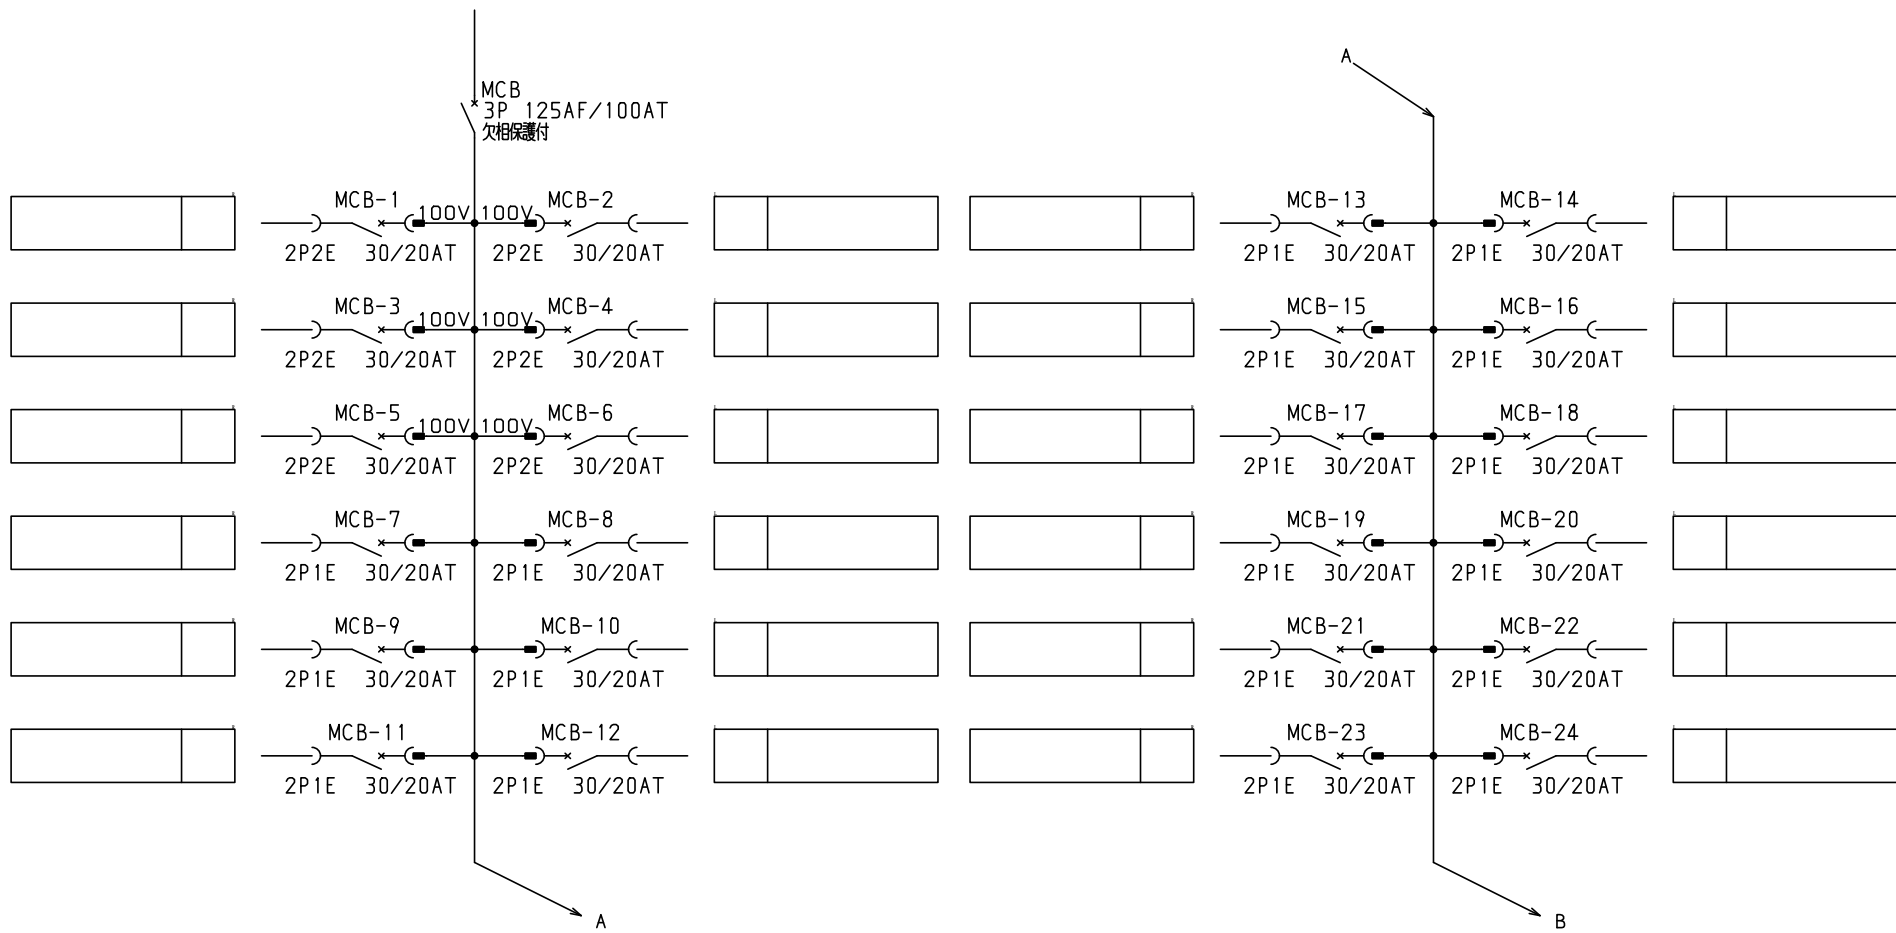 MCB
3P 125AF/100AT
欠相保護付
MCB-1 100V 100V MCB-2
2P2E 30/20AT 2P2E 30/20AT
MCB-3 100V 100V MCB-4
2P2E 30/20AT 2P2E 30/20AT
MCB-5 100V 100V MCB-6
2P2E 30/20AT 2P2E 30/20AT
MCB-7 MCB-8
2P1E 30/20AT 2P1E 30/20AT
MCB-9 MCB-10
2P1E 30/20AT 2P1E 30/20AT
MCB-11 MCB-12
2P1E 30/20AT 2P1E 30/20AT
A
A
MCB-13 MCB-14
2P1E 30/20AT 2P1E 30/20AT
MCB-15 MCB-16
2P1E 30/20AT 2P1E 30/20AT
MCB-17 MCB-18
2P1E 30/20AT 2P1E 30/20AT
MCB-19 MCB-20
2P1E 30/20AT 2P1E 30/20AT
MCB-21 MCB-22
2P1E 30/20AT 2P1E 30/20AT
MCB-23 MCB-24
2P1E 30/20AT 2P1E 30/20AT
B